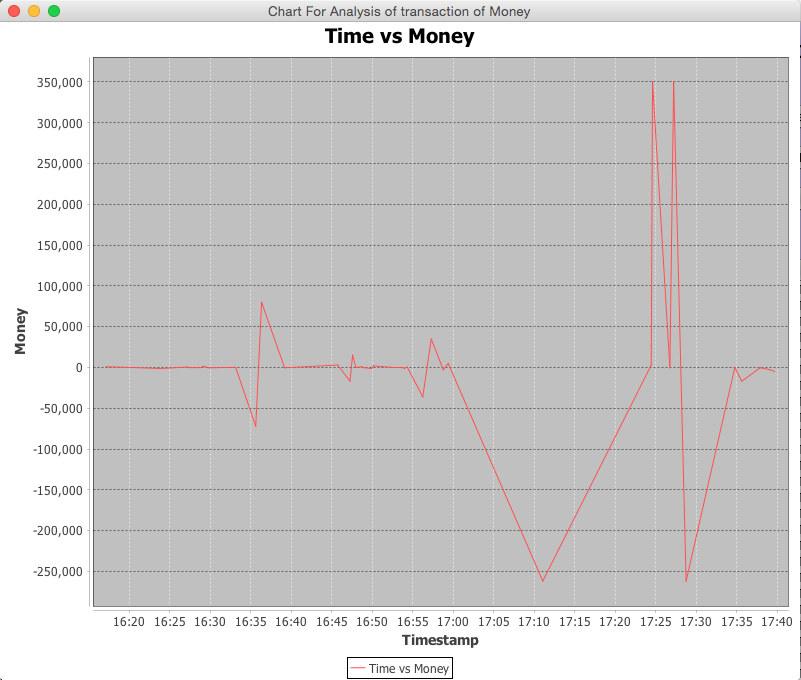 Chart For Analysis of transaction of Money
Time vs Money
Money
350,000
300,000
250,000
200,000
150,000
100,000
50,000
0
-50,000
-100,000
-150,000
-200,000
-250,000
16:20 16:25 16:30 16:35 16:40 16:45 16:50 16:55 17:00 17:05 17:10 17:15 17:20 17:25 17:30 17:35 17:40
Timestamp
Time vs Money